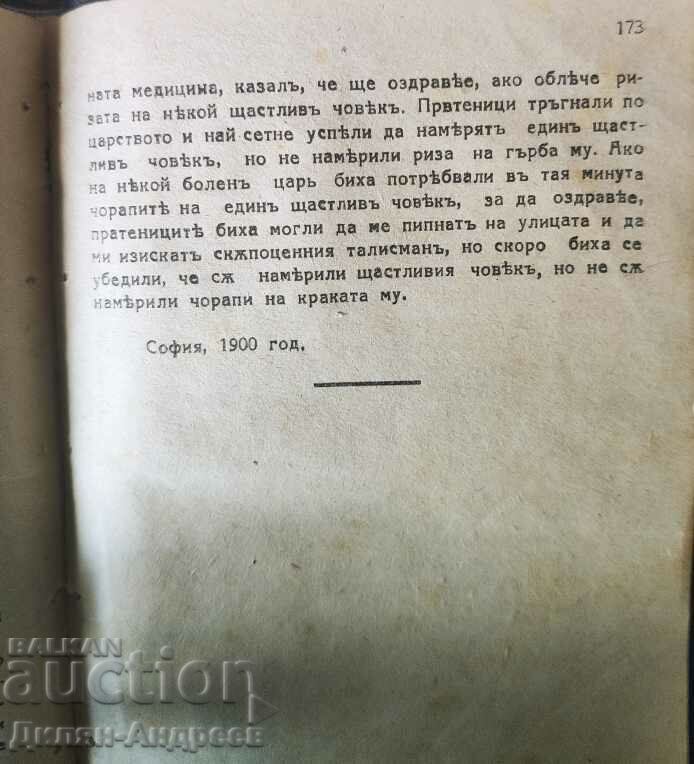 173
ната медицина, казалъ, че ще оздравѣе, ако облѣче ри-
зата на нѣкой щастливъ човѣкъ. Првтеници тръгнали по
царството и най сетне успѣли да намѣрятъ единъ щаст-
ливъ човѣкъ, но не намѣрили риза на гърба му. Ако
на нѣкой боленъ царь биха потрѣбвали въ тая минута
чорапитѣ на единъ щастливъ човѣкъ, за да оздравѣе,
пратеницитѣ биха могли да ме пипнатъ на улицата и да
ми изискатъ скѫпоценния талисманъ, но скоро биха се
убедили, че сѫ намѣрили щастливия човѣкъ, но не сѫ
намѣрили чорапи на краката му.
София, 1900 год.
BALKAN
auction
Дилян-Андреев